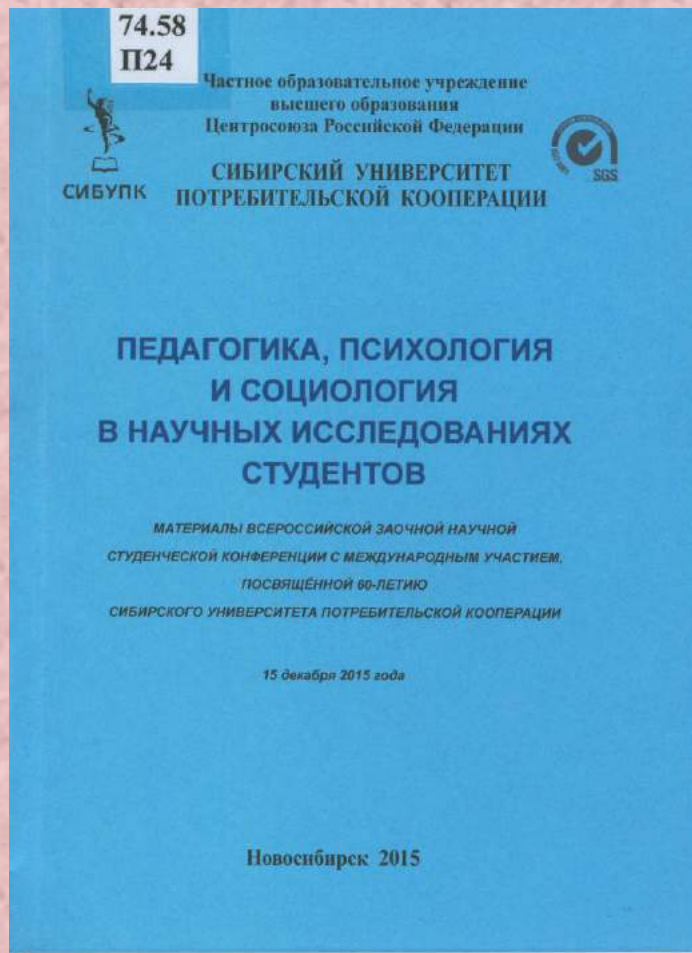 74.58
П24
Частное образовательное учреждение
высшего образования
Центросоюза Российской Федерации
СИБИРСКИЙ УНИВЕРСИТЕТ
ПОТРЕБИТЕЛЬСКОЙ КООПЕРАЦИИ
СИБУПК
SGS
ПЕДАГОГИКА, ПСИХОЛОГИЯ
И СОЦИОЛОГИЯ
В НАУЧНЫХ ИССЛЕДОВАНИЯХ
СТУДЕНТОВ
МАТЕРИАЛЫ ВСЕРОССИЙСКОЙ ЗАОЧНОЙ НАУЧНОЙ
СТУДЕНЧЕСКОЙ КОНФЕРЕНЦИИ С МЕЖДУНАРОДНЫМ УЧАСТИЕМ,
ПОСВЯЩЁННОЙ 60-ЛЕТИЮ
СИБИРСКОГО УНИВЕРСИТЕТА ПОТРЕБИТЕЛЬСКОЙ КООПЕРАЦИИ
15 декабря 2015 года
Новосибирск 2015